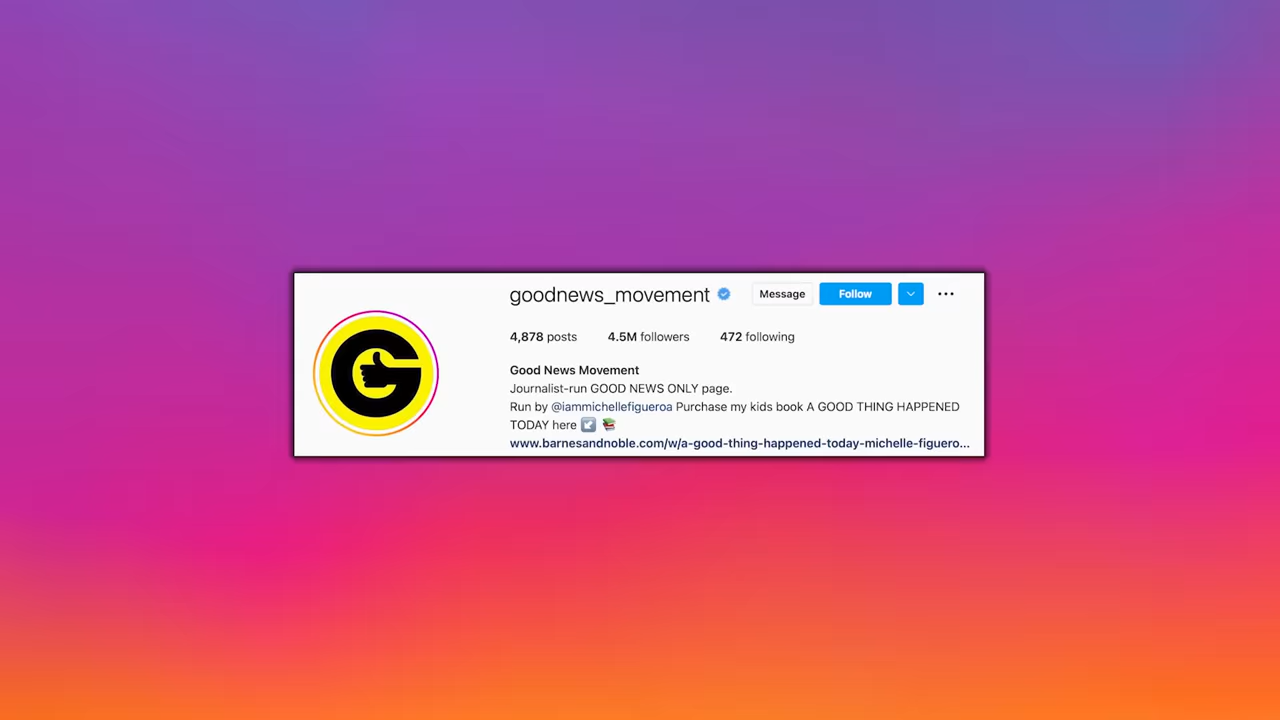 goodnews_movement
Message
Follow
4,878 posts 4.5M followers 472 following
Good News Movement
Journalist-run GOOD NEWS ONLY page.
Run by @iammichellefigueroa Purchase my kids book A GOOD THING HAPPENED
TODAY here ↙️ 📚
www.barnesandnoble.com/w/a-good-thing-happened-today-michelle-figuero...